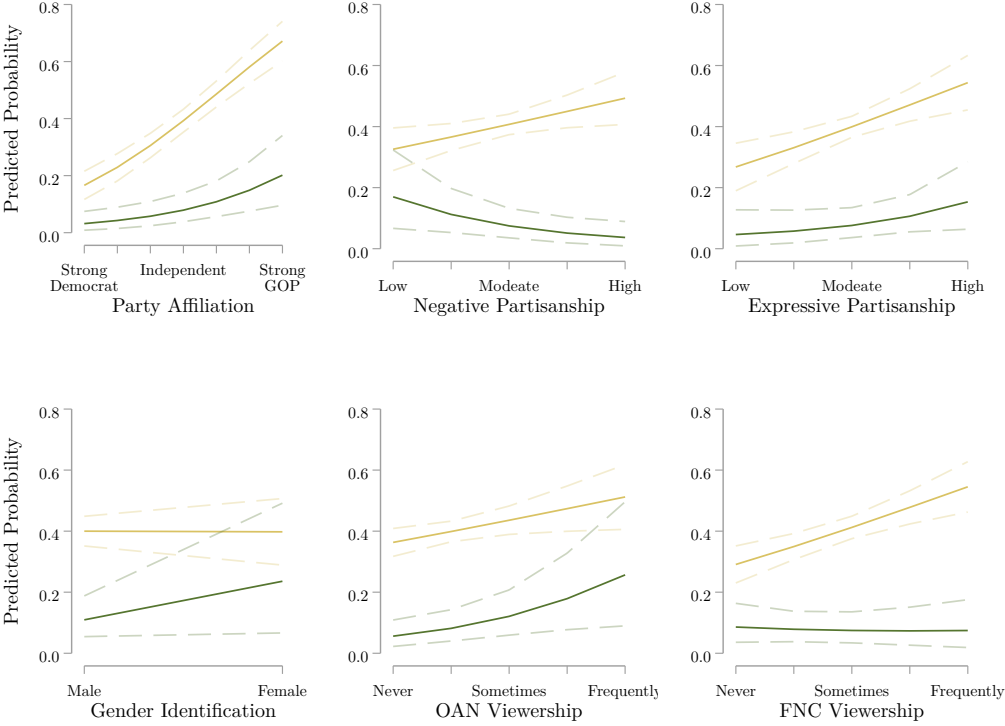 Predicted Probability
0.8
0.6
0.4
0.2
0.0
Strong Democrat
Independent
Strong GOP
Party Affiliation
0.8
0.6
0.4
0.2
0.0
Low
Modeate
High
Negative Partisanship
0.8
0.6
0.4
0.2
0.0
Low
Modeate
High
Expressive Partisanship
Predicted Probability
0.8
0.6
0.4
0.2
0.0
Male
Female
Gender Identification
0.8
0.6
0.4
0.2
0.0
Never
Sometimes
Frequently
OAN Viewership
0.8
0.6
0.4
0.2
0.0
Never
Sometimes
Frequently
FNC Viewership